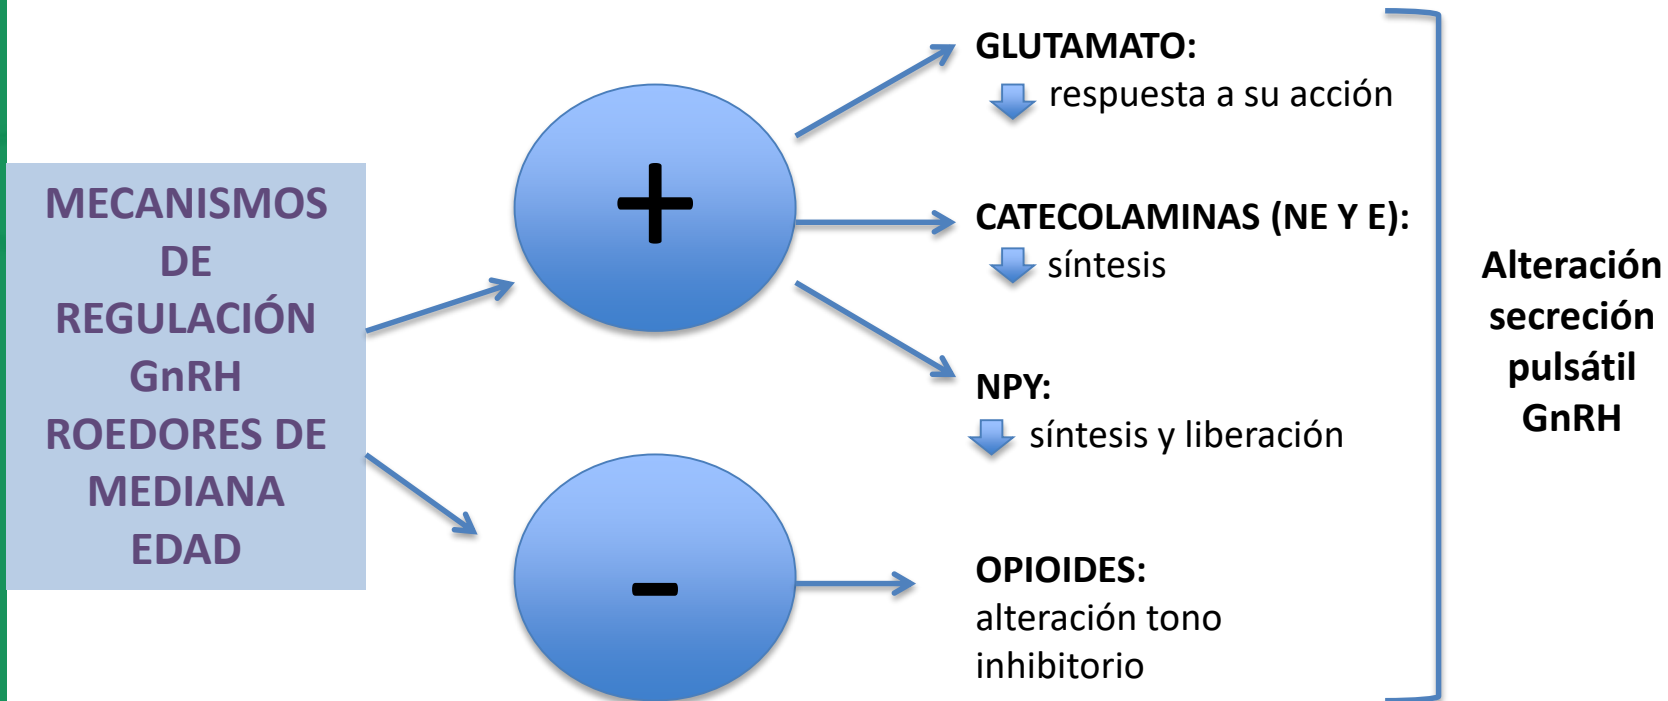 MECANISMOS
DE
REGULACIÓN
GnRH
ROEDORES DE
MEDIANA
EDAD
+
-
GLUTAMATO:
respuesta a su acción
CATECOLAMINAS (NE Y E):
síntesis
NPY:
síntesis y liberación
OPIOIDES:
alteración tono
inhibitorio
Alteración
secreción
pulsátil
GnRH